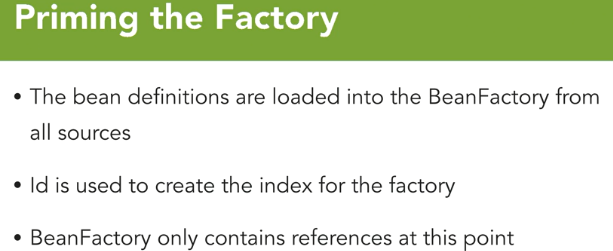 Priming the Factory
• The bean definitions are loaded into the BeanFactory from
all sources
• Id is used to create the index for the factory
• BeanFactory only contains references at this point